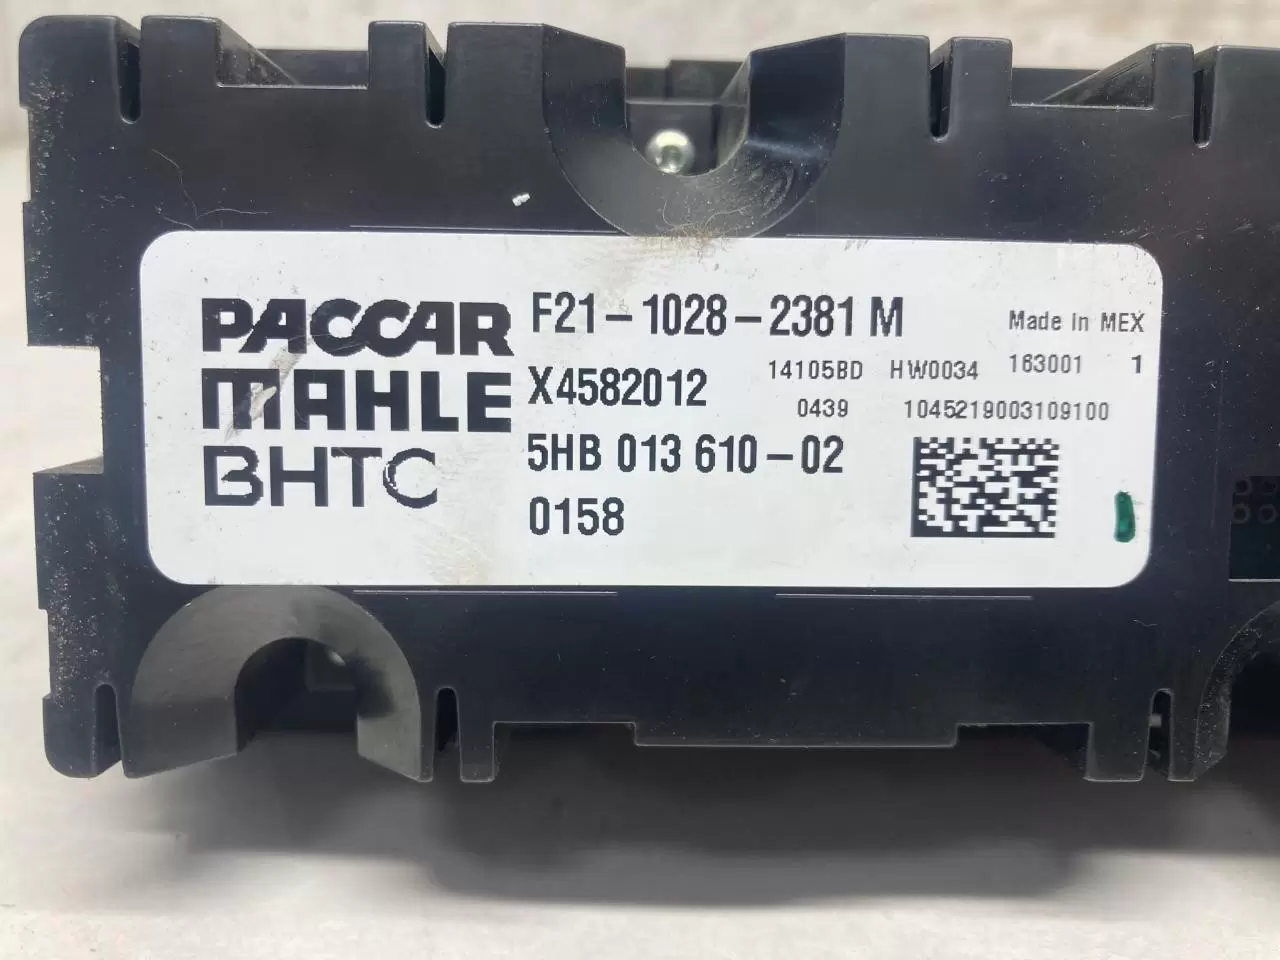 PACCAR
MAHLE
BHTC
F21-1028-2381 M
X4582012
5HB 013 610-02
0158
Made in MEX
14105BD HW0034 163001 1
0439 1045219003109100